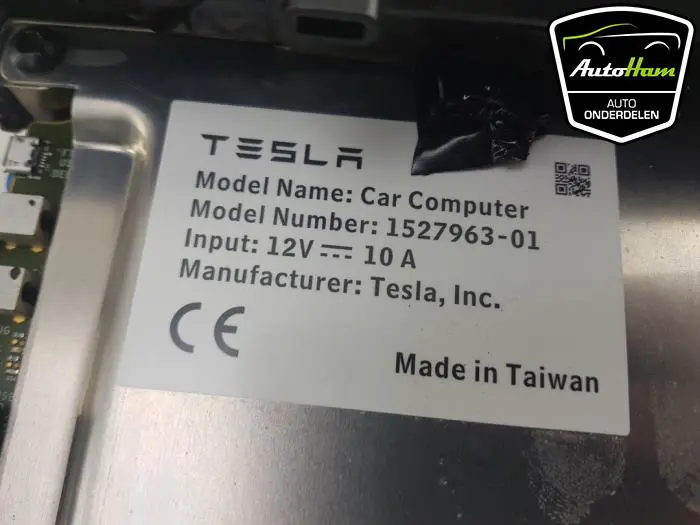 AutoHam
AUTO
ONDERDELEN
TESLA
Model Name: Car Computer
Model Number: 1527963-01
Input: 12V ⎓ 10 A
Manufacturer: Tesla, Inc.
CE
Made in Taiwan